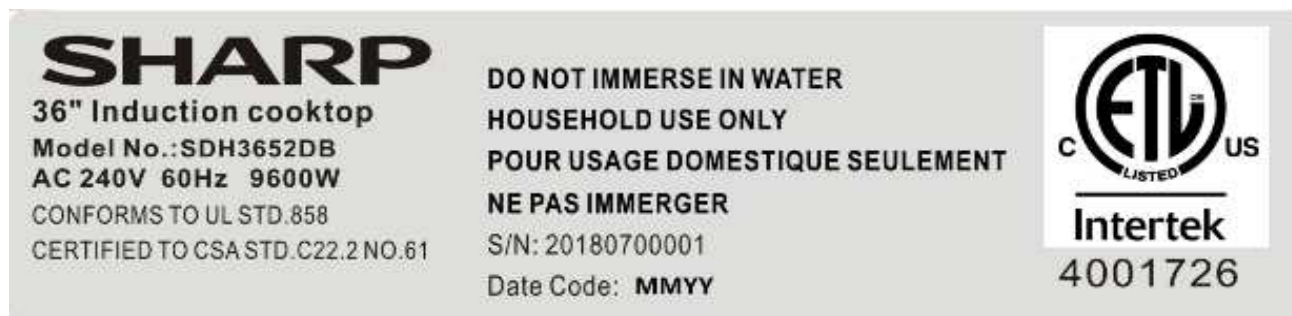 SHARP
36" Induction cooktop
Model No.:SDH3652DB
AC 240V 60Hz 9600W
CONFORMS TO UL STD.858
CERTIFIED TO CSA STD.C22.2 NO.61
DO NOT IMMERSE IN WATER
HOUSEHOLD USE ONLY
POUR USAGE DOMESTIQUE SEULEMENT
NE PAS IMMERGER
S/N: 20180700001
Date Code: MMYY
ETL CM
C US
LISTED
Intertek
4001726